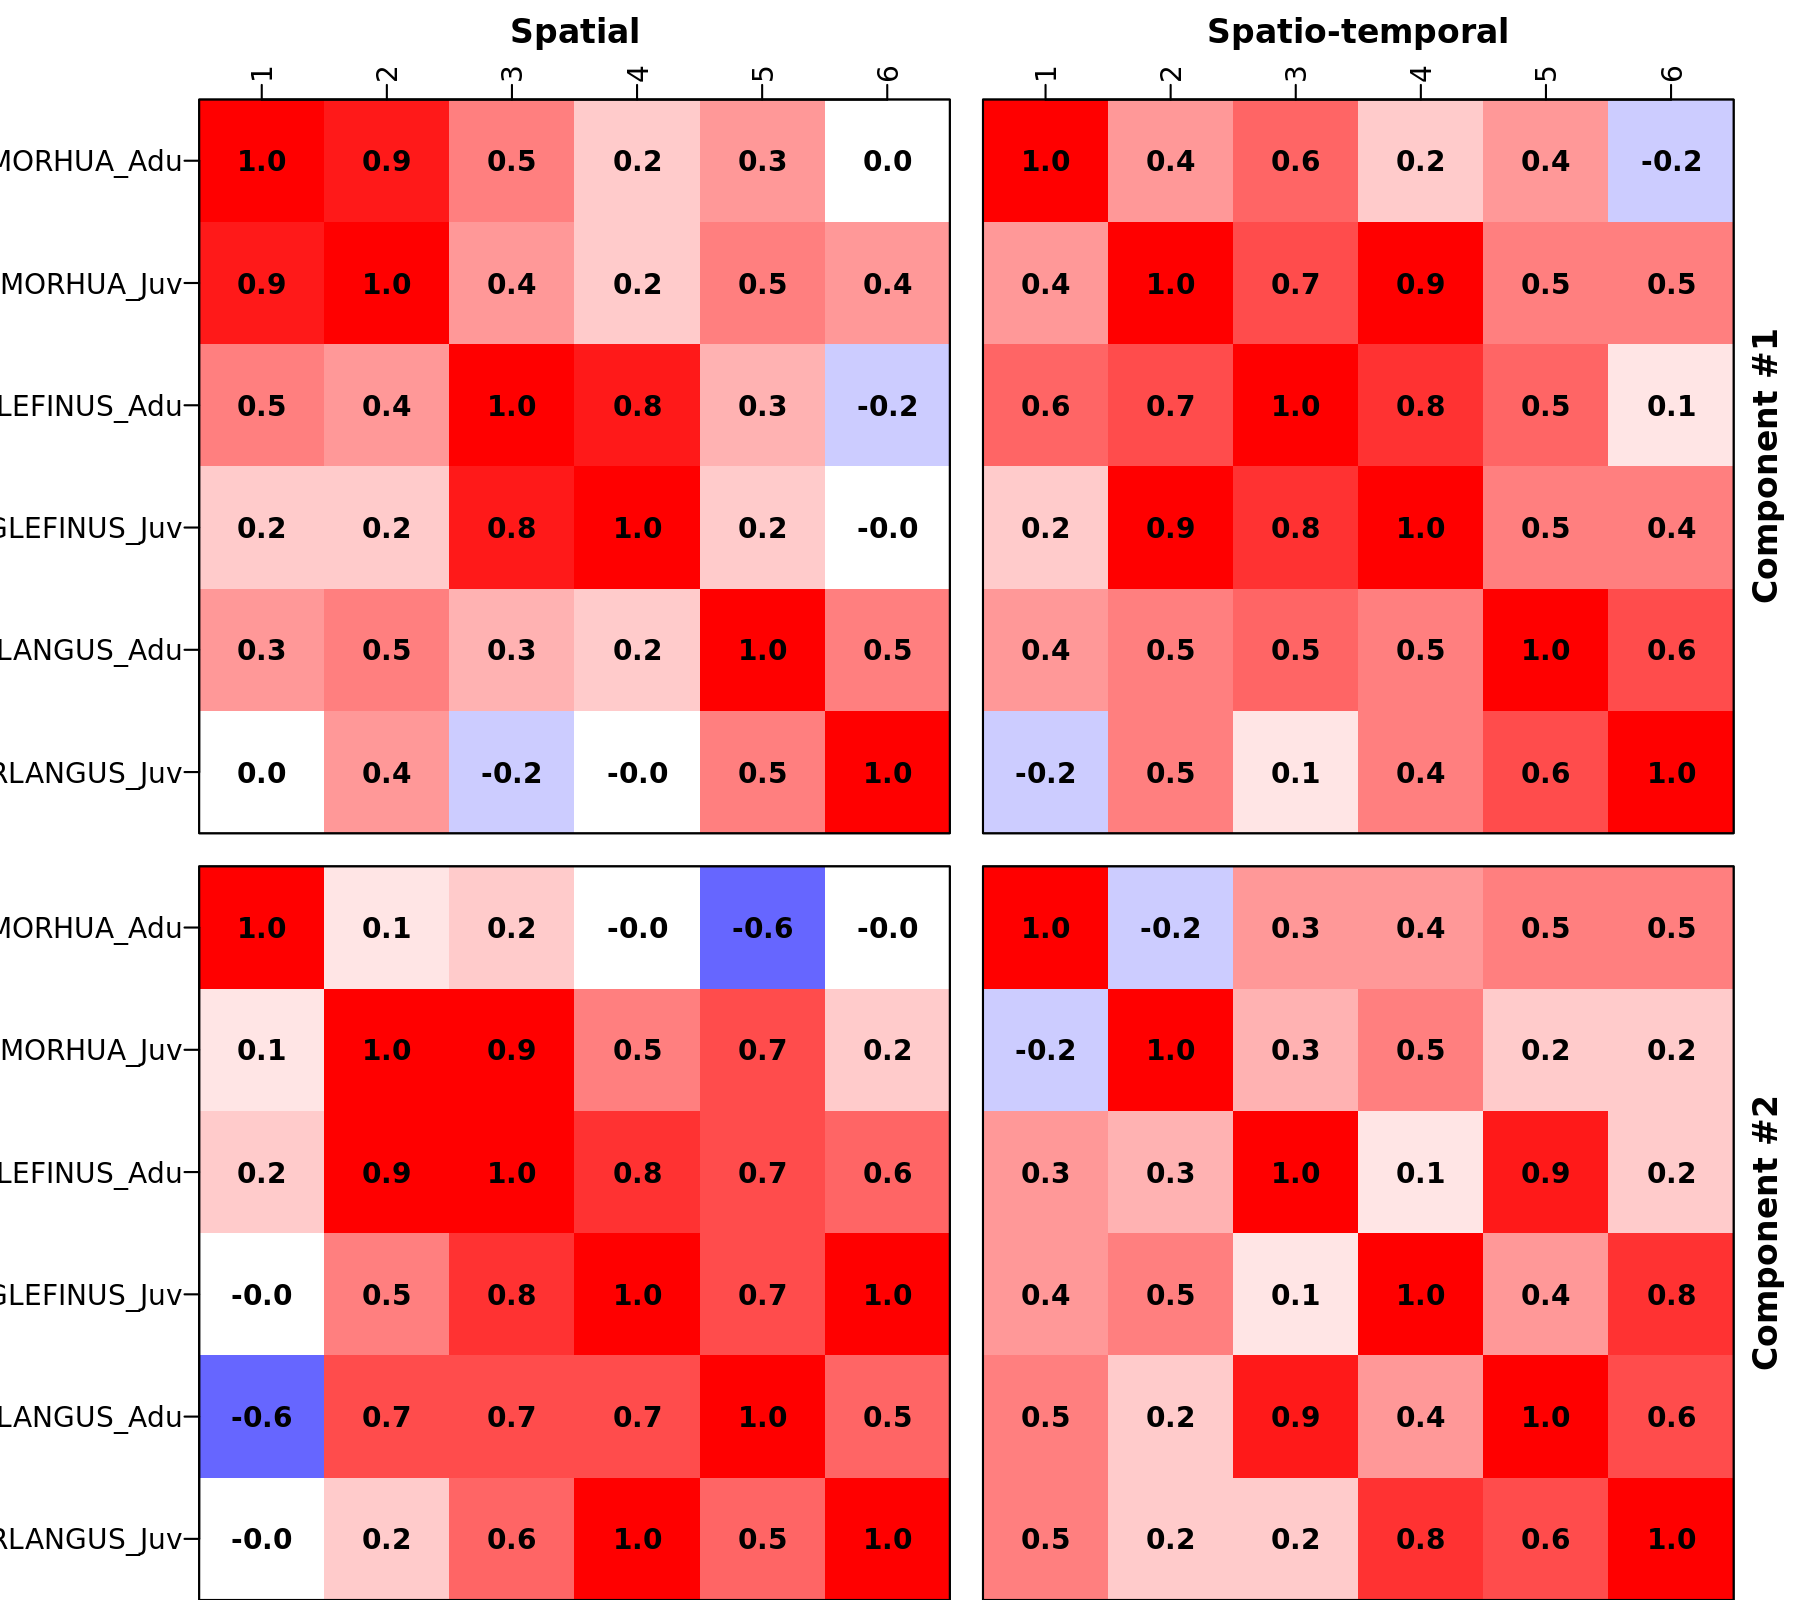 Spatial Spatio-temporal
1 2 3 4 5 6 1 2 3 4 5 6
MORHUA_Adu 1.0 0.9 0.5 0.2 0.3 0.0 1.0 0.4 0.6 0.2 0.4 -0.2
MORHUA_Juv 0.9 1.0 0.4 0.2 0.5 0.4 0.4 1.0 0.7 0.9 0.5 0.5
LEFINUS_Adu 0.5 0.4 1.0 0.8 0.3 -0.2 0.6 0.7 1.0 0.8 0.5 0.1
GLEFINUS_Juv 0.2 0.2 0.8 1.0 0.2 -0.0 0.2 0.9 0.8 1.0 0.5 0.4
LANGUS_Adu 0.3 0.5 0.3 0.2 1.0 0.5 0.4 0.5 0.5 0.5 1.0 0.6
RLANGUS_Juv 0.0 0.4 -0.2 -0.0 0.5 1.0 -0.2 0.5 0.1 0.4 0.6 1.0
Component #1
MORHUA_Adu 1.0 0.1 0.2 -0.0 -0.6 -0.0 1.0 -0.2 0.3 0.4 0.5 0.5
MORHUA_Juv 0.1 1.0 0.9 0.5 0.7 0.2 -0.2 1.0 0.3 0.5 0.2 0.2
LEFINUS_Adu 0.2 0.9 1.0 0.8 0.7 0.6 0.3 0.3 1.0 0.1 0.9 0.2
GLEFINUS_Juv -0.0 0.5 0.8 1.0 0.7 1.0 0.4 0.5 0.1 1.0 0.4 0.8
LANGUS_Adu -0.6 0.7 0.7 0.7 1.0 0.5 0.5 0.2 0.9 0.4 1.0 0.6
RLANGUS_Juv -0.0 0.2 0.6 1.0 0.5 1.0 0.5 0.2 0.2 0.8 0.6 1.0
Component #2